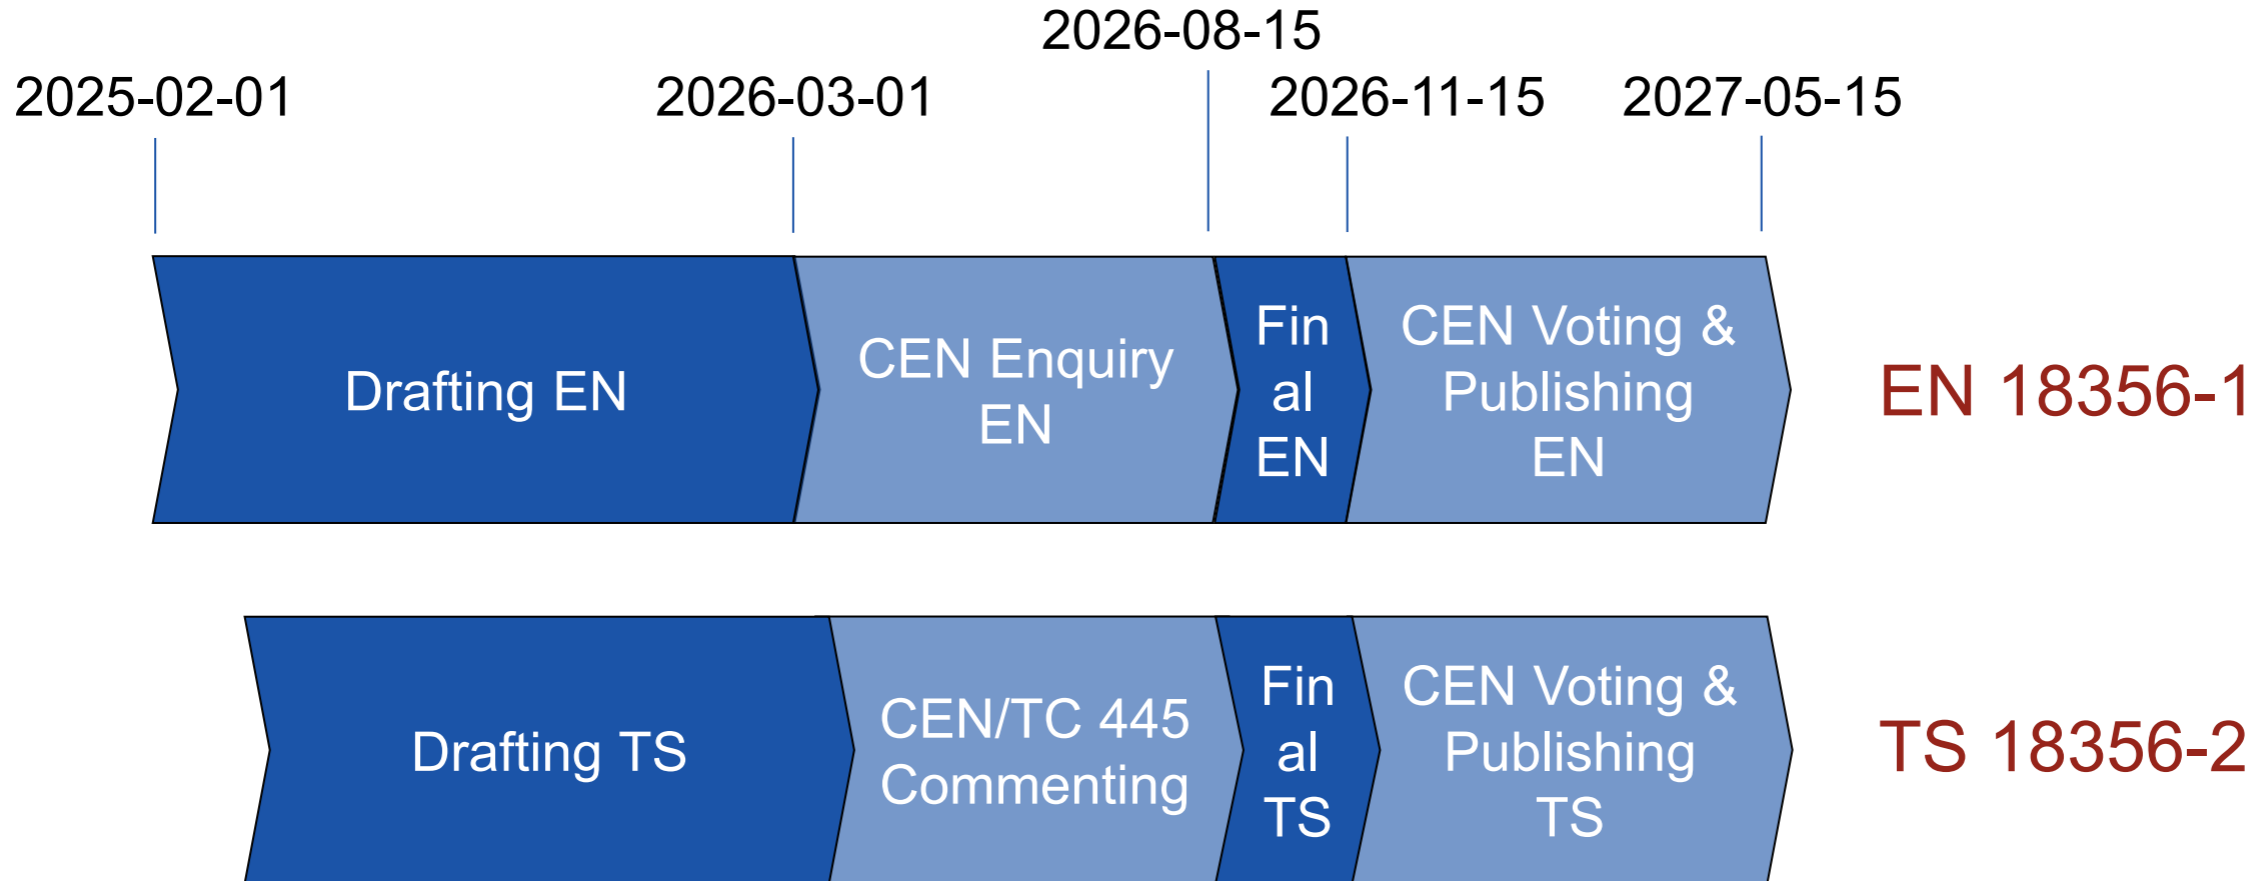 2026-08-15
2025-02-01
2026-03-01
2026-11-15
2027-05-15
Drafting EN
CEN Enquiry
EN
Fin
al
EN
CEN Voting &
Publishing
EN
EN 18356-1
Drafting TS
CEN/TC 445
Commenting
Fin
al
TS
CEN Voting &
Publishing
TS
TS 18356-2